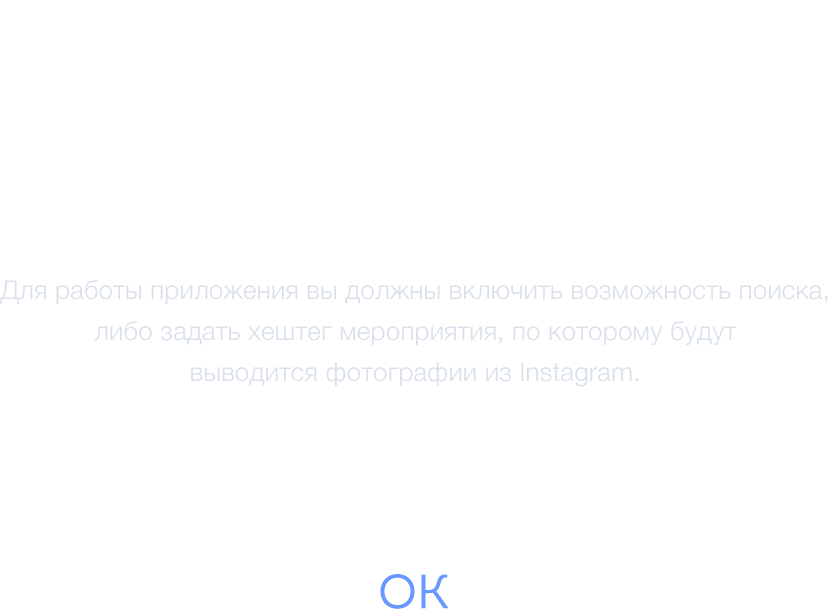 Для работы приложения вы должны включить возможность поиска,
либо задать хештег мероприятия, по которому будут
выводится фотографии из Instagram.
ОК